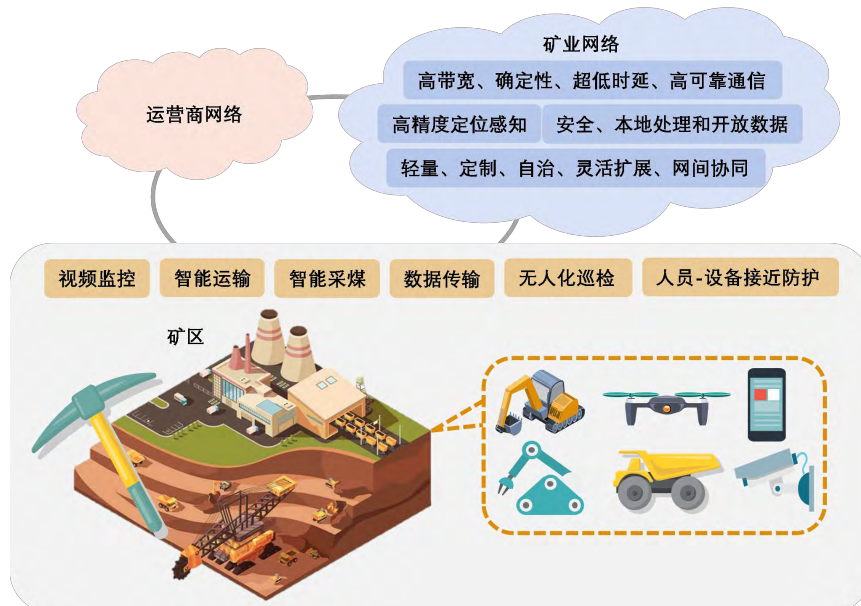 矿业网络
高带宽、确定性、超低时延、高可靠通信
运营商网络
高精度定位感知
安全、本地处理和开放数据
轻量、定制、自治、灵活扩展、网间协同
视频监控
智能运输
智能采煤
数据传输
无人化巡检
人员-设备接近防护
矿区